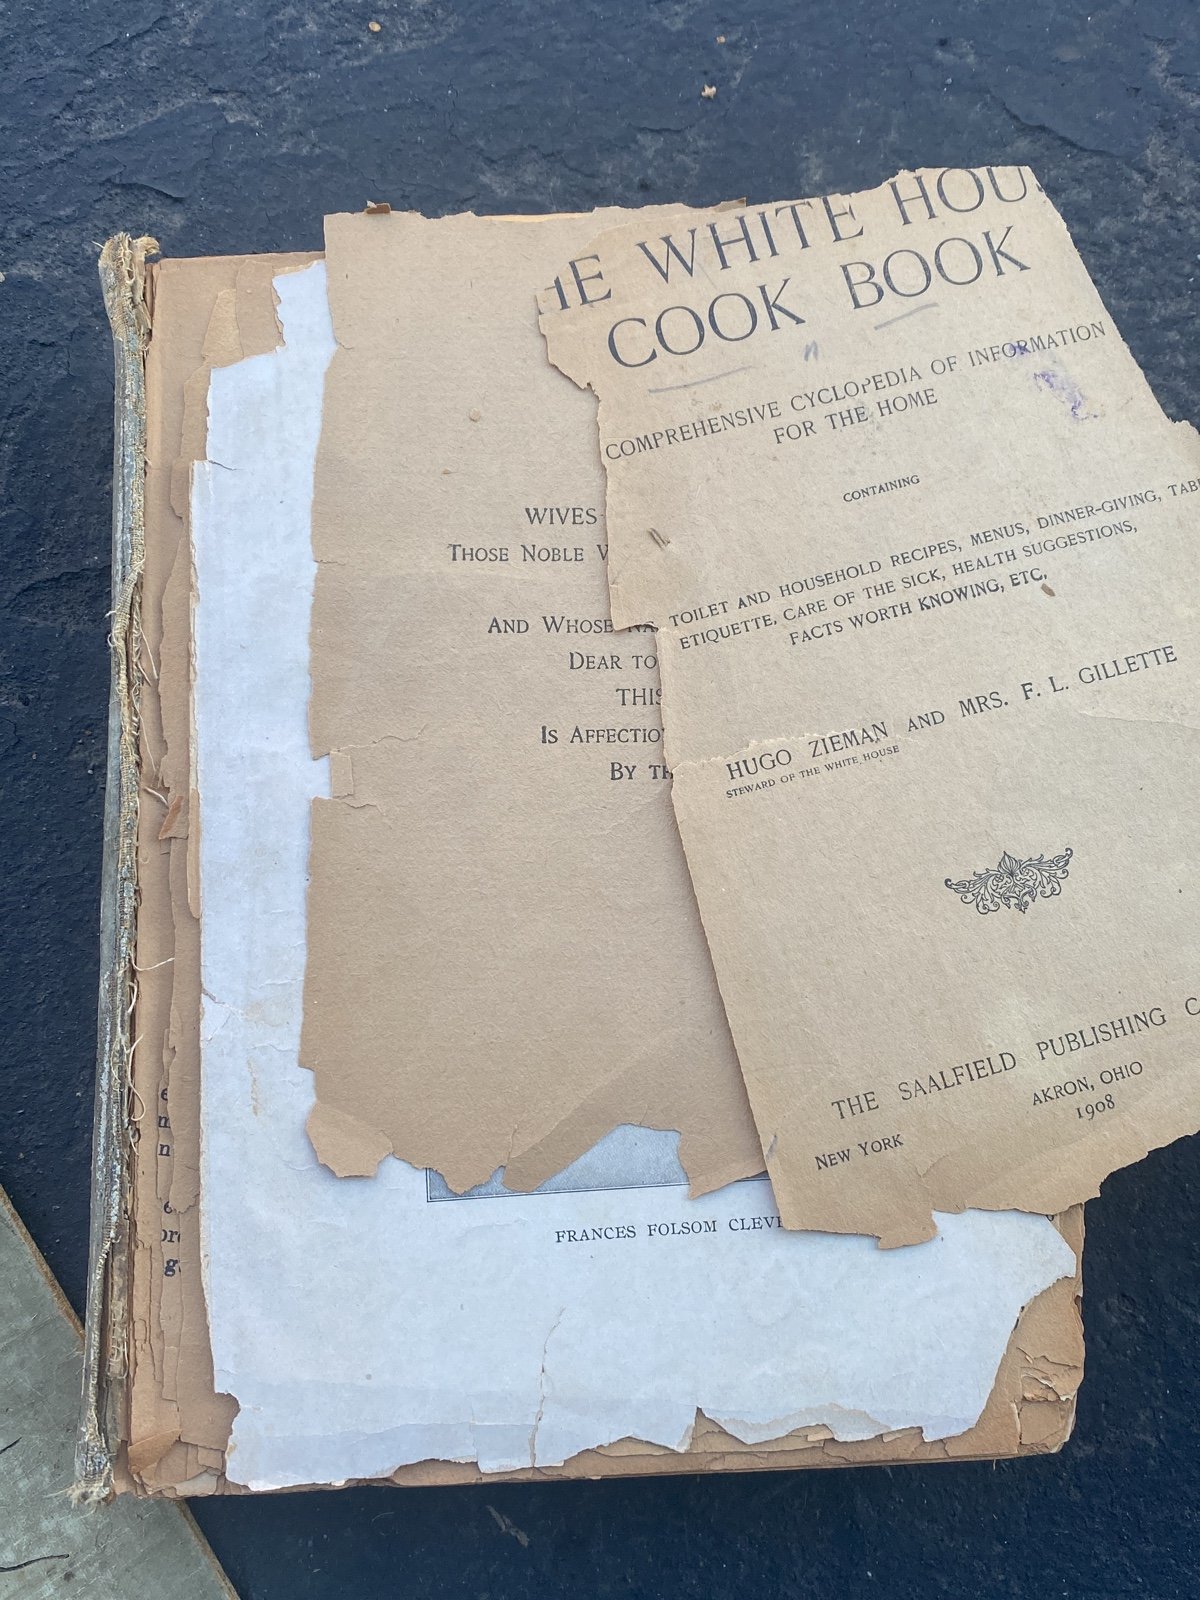 THE WHITE HOU
COOK BOOK
COMPREHENSIVE CYCLOPEDIA OF INFORMATION
FOR THE HOME
CONTAINING
TOILET AND HOUSEHOLD RECIPES, MENUS, DINNER-GIVING, TAB
ETIQUETTE, CARE OF THE SICK, HEALTH SUGGESTIONS,
FACTS WORTH KNOWING, ETC.
HUGO ZIEMAN AND MRS. F. L. GILLETTE
STEWARD OF THE WHITE HOUSE
THE SAALFIELD PUBLISHING C
NEW YORK AKRON, OHIO
1908
WIVES
THOSE NOBLE
AND WHOSE NA
DEAR TO
THIS
IS AFFECTIO
BY TH
FRANCES FOLSOM CLEVE